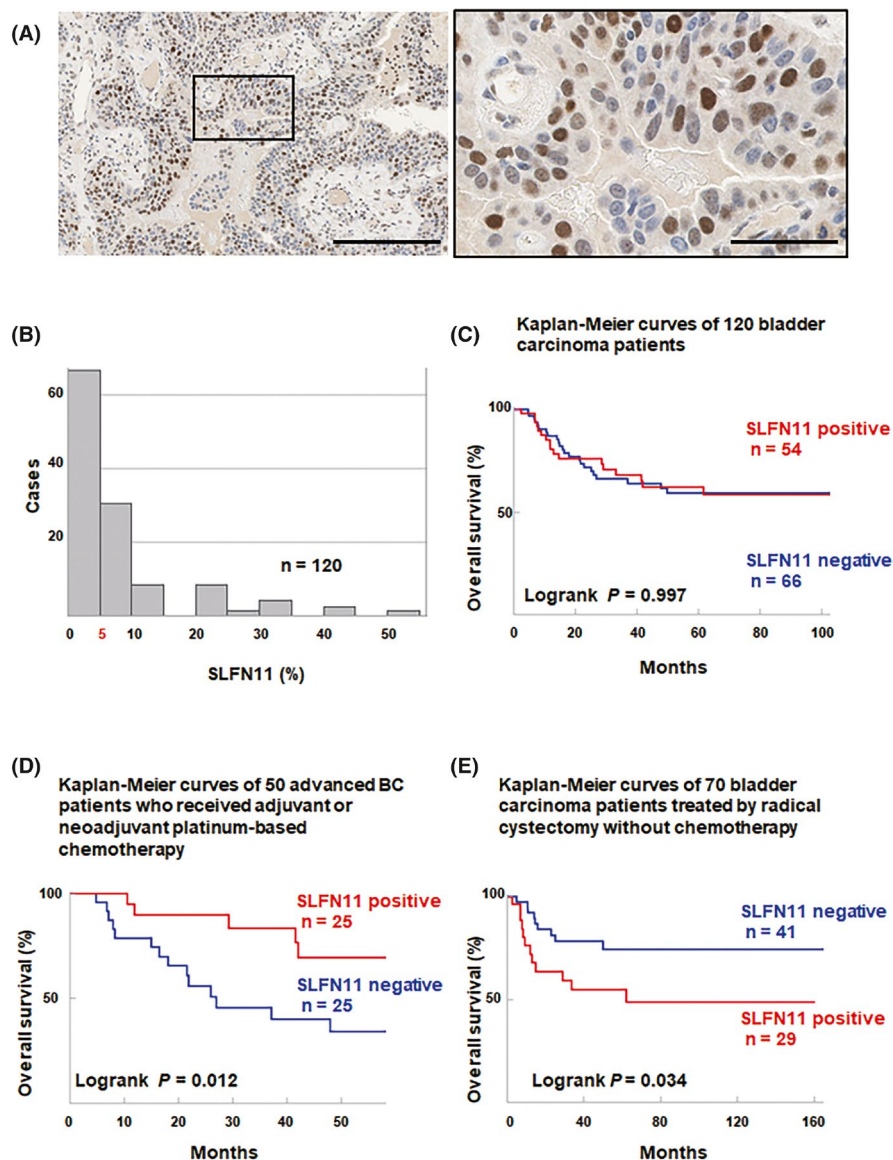 (A)
(B)
60
40
20
Cases
n = 120
0 5 10 20 30 40 50
SLFN11 (%)
(C)
Kaplan-Meier curves of 120 bladder
carcinoma patients
100
50
Overall survival (%)
SLFN11 positive
n = 54
SLFN11 negative
n = 66
Logrank P = 0.997
0 20 40 60 80 100
Months
(D)
Kaplan-Meier curves of 50 advanced BC
patients who received adjuvant or
neoadjuvant platinum-based
chemotherapy
100
50
Overall survival (%)
SLFN11 positive
n = 25
SLFN11 negative
n = 25
Logrank P = 0.012
0 10 20 30 40 50
Months
(E)
Kaplan-Meier curves of 70 bladder
carcinoma patients treated by radical
cystectomy without chemotherapy
100
50
Overall survival (%)
SLFN11 negative
n = 41
SLFN11 positive
n = 29
Logrank P = 0.034
0 40 80 120 160
Months